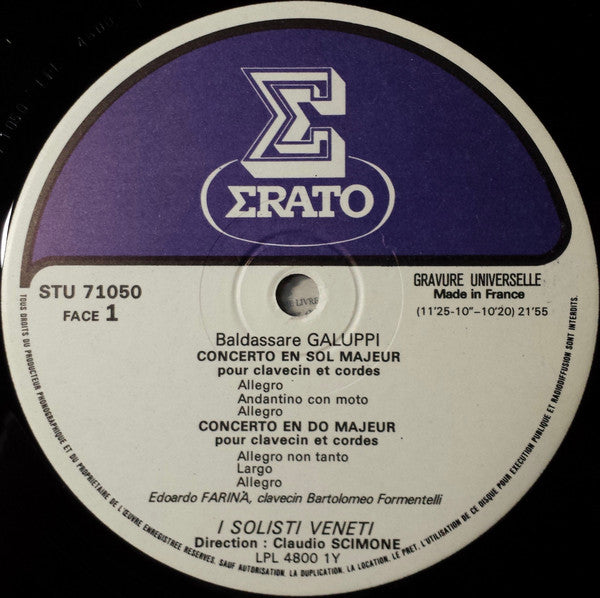 Σ
ΣRATO
STU 71050
FACE 1
GRAVURE UNIVERSELLE
Made in France
(11'25-10"-10'20) 21'55
Baldassare GALUPPI
CONCERTO EN SOL MAJEUR
pour clavecin et cordes
Allegro
Andantino con moto
Allegro
CONCERTO EN DO MAJEUR
pour clavecin et cordes
Allegro non tanto
Largo
Allegro
Edoardo FARINA, clavecin Bartolomeo Formentelli
I SOLISTI VENETI
Direction : Claudio SCIMONE
LPL 4800 1Y
TOUS DROITS DU PRODUCTEUR PHONOGRAPHIQUE ET DU PROPRIETAIRE DE L'ŒUVRE ENREGISTREE RESERVES. SAUF AUTORISATION. LA DUPLICATION. LA LOCATION. LE PRET. L'UTILISATION DE CE DISQUE POUR EXECUTION PUBLIQUE ET RADIODIFFUSION SONT INTERDITS.